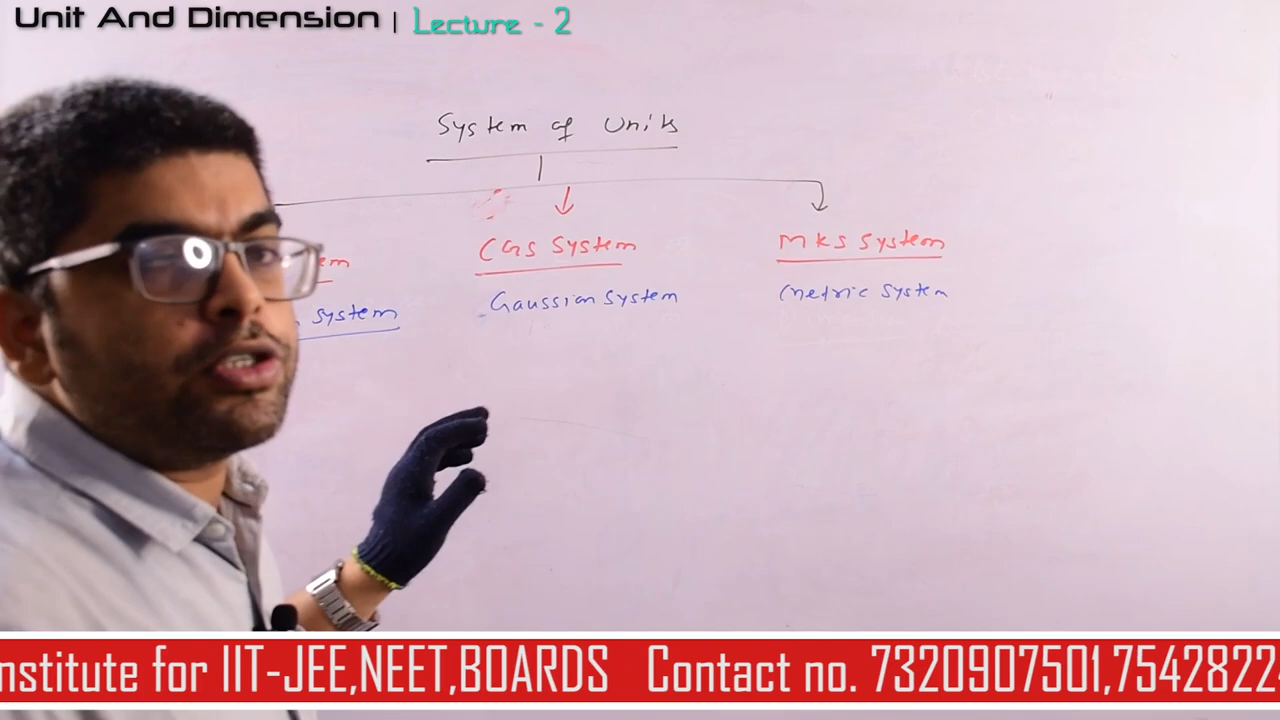 Unit And Dimension | Lecture - 2
System of Units
em
CGS System
MKS System
System
Gaussian System
Metric System
nstitute for IIT-JEE,NEET,BOARDS Contact no. 7320907501,7542822